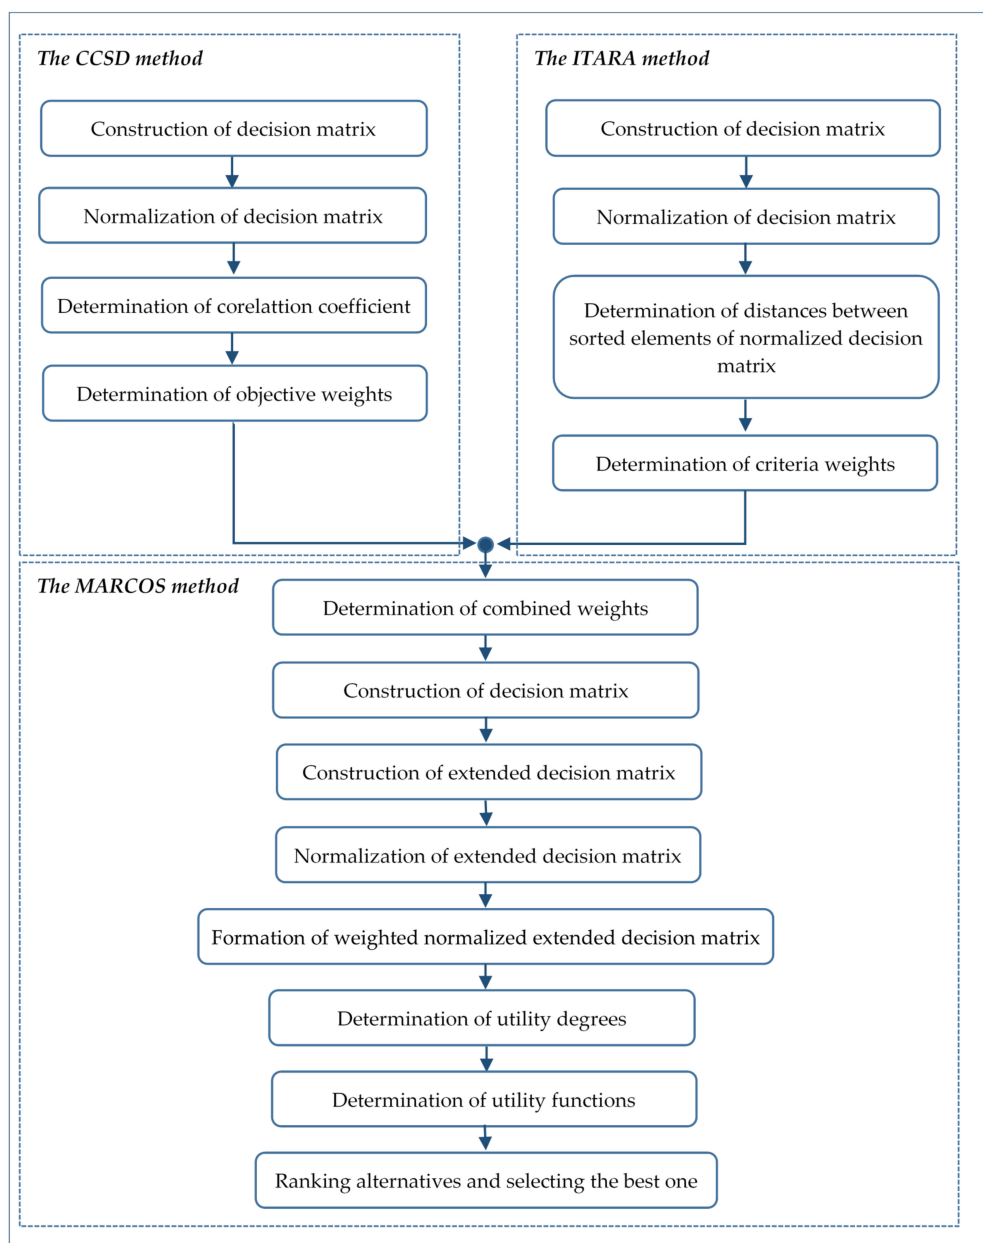 The CCSD method
Construction of decision matrix
Normalization of decision matrix
Determination of corelattion coefficient
Determination of objective weights
The ITARA method
Construction of decision matrix
Normalization of decision matrix
Determination of distances between
sorted elements of normalized decision
matrix
Determination of criteria weights
The MARCOS method
Determination of combined weights
Construction of decision matrix
Construction of extended decision matrix
Normalization of extended decision matrix
Formation of weighted normalized extended decision matrix
Determination of utility degrees
Determination of utility functions
Ranking alternatives and selecting the best one